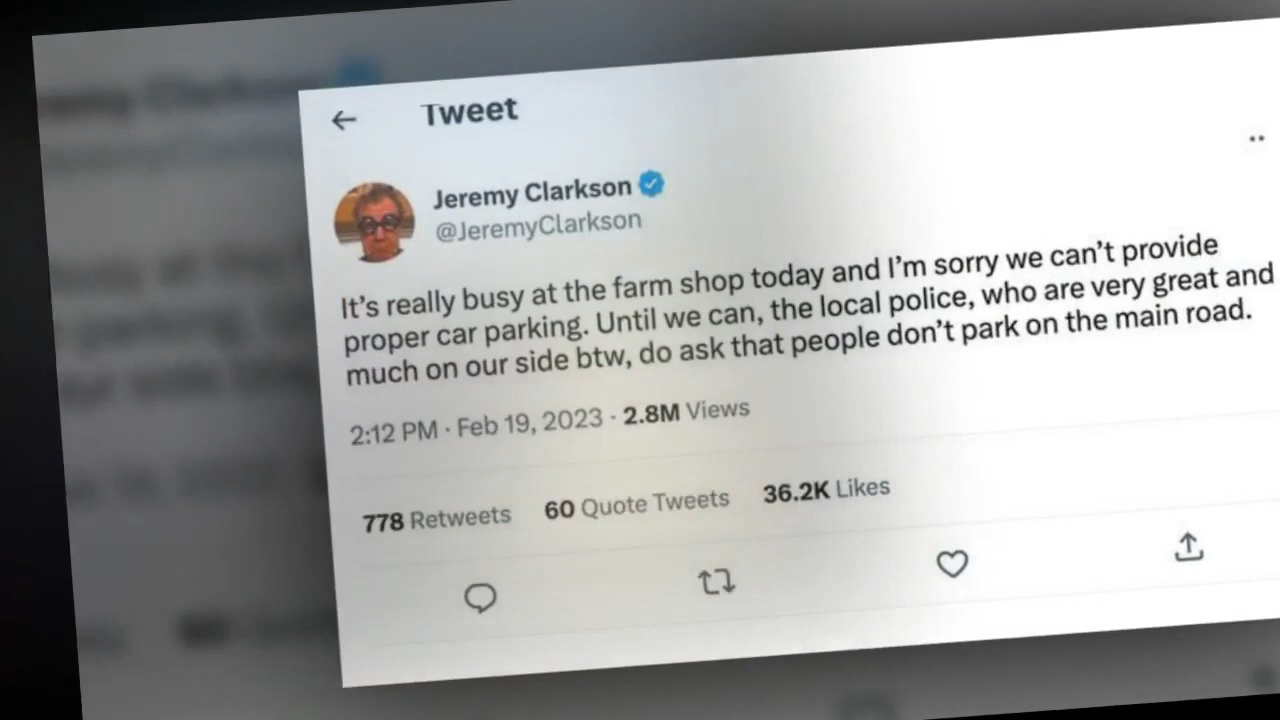 Tweet
Jeremy Clarkson
@JeremyClarkson
It's really busy at the farm shop today and I'm sorry we can't provide
proper car parking. Until we can, the local police, who are very great and
much on our side btw, do ask that people don't park on the main road.
2:12 PM · Feb 19, 2023 · 2.8M Views
778 Retweets 60 Quote Tweets 36.2K Likes